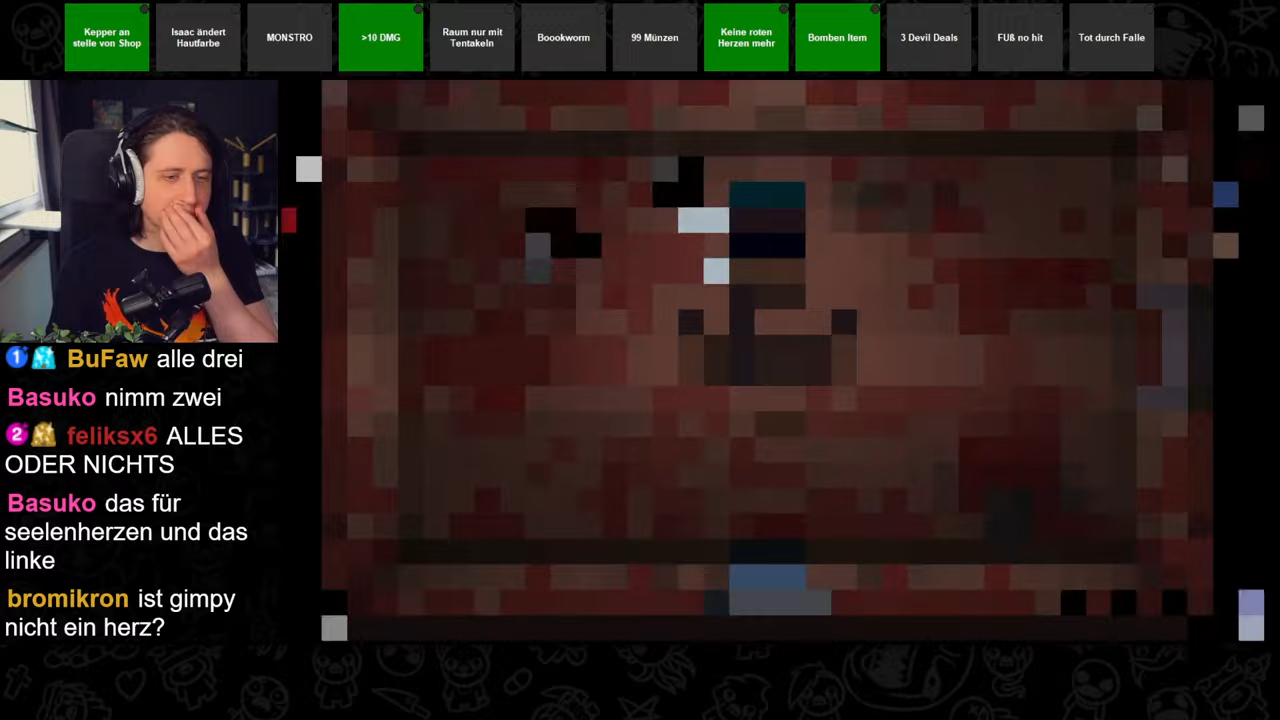 Kepper an
stelle von Shop
Isaac ändert
Hautfarbe
MONSTRO
>10 DMG
Raum nur mit
Tentakeln
Boookworm
99 Münzen
Keine roten
Herzen mehr
Bomben Item
3 Devil Deals
FUß no hit
Tot durch Falle
1 BuFaw alle drei
Basuko nimm zwei
2 feliksx6 ALLES
ODER NICHTS
Basuko das für
seelenherzen und das
linke
bromikron ist gimpy
nicht ein herz?